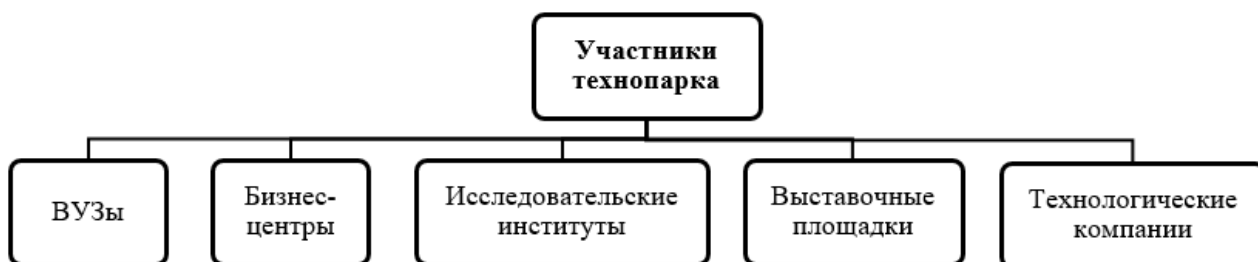 Участники
технопарка
ВУЗы
Бизнес-
центры
Исследовательские
институты
Выставочные
площадки
Технологические
компании